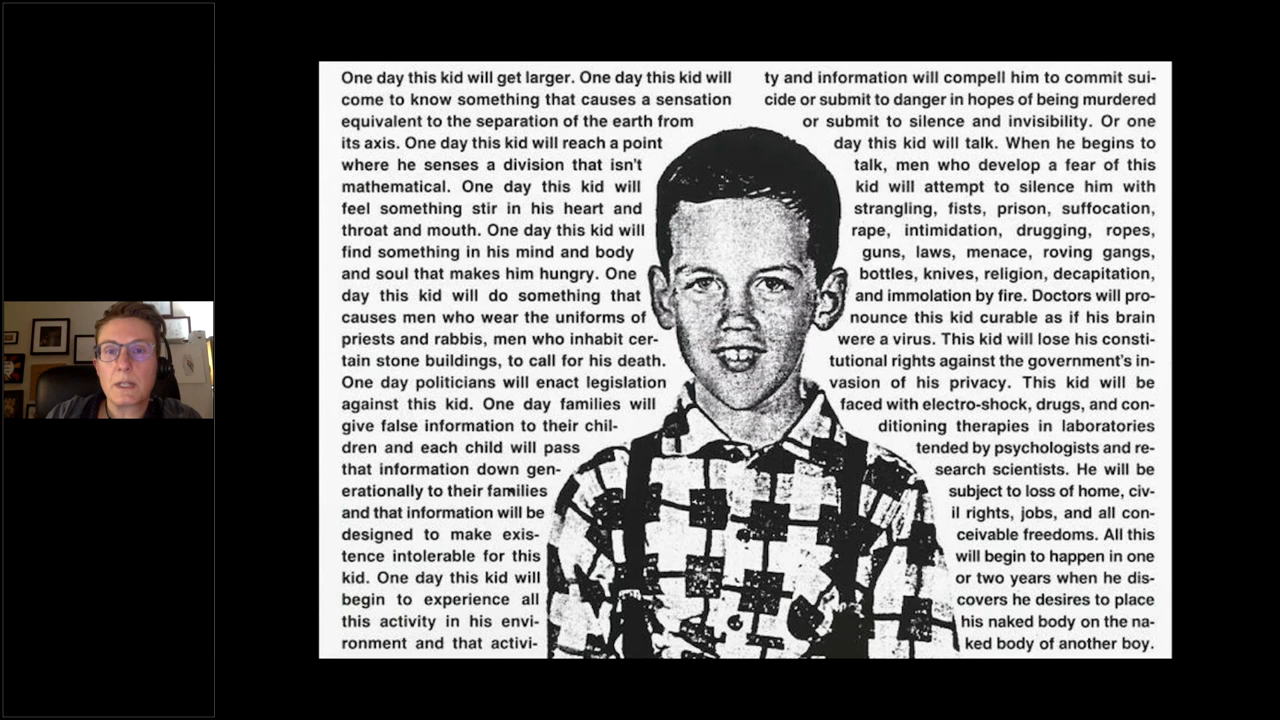 One day this kid will get larger. One day this kid will
come to know something that causes a sensation
equivalent to the separation of the earth from
its axis. One day this kid will reach a point
where he senses a division that isn't
mathematical. One day this kid will
feel something stir in his heart and
throat and mouth. One day this kid will
find something in his mind and body
and soul that makes him hungry. One
day this kid will do something that
causes men who wear the uniforms of
priests and rabbis, men who inhabit cer-
tain stone buildings, to call for his death.
One day politicians will enact legislation
against this kid. One day families will
give false information to their chil-
dren and each child will pass
that information down gen-
erationally to their families
and that information will be
designed to make exis-
tence intolerable for this
kid. One day this kid will
begin to experience all
this activity in his envi-
ronment and that activi-
ty and information will compell him to commit sui-
cide or submit to danger in hopes of being murdered
or submit to silence and invisibility. Or one
day this kid will talk. When he begins to
talk, men who develop a fear of this
kid will attempt to silence him with
strangling, fists, prison, suffocation,
rape, intimidation, drugging, ropes,
guns, laws, menace, roving gangs,
bottles, knives, religion, decapitation,
and immolation by fire. Doctors will pro-
nounce this kid curable as if his brain
were a virus. This kid will lose his consti-
tutional rights against the government's in-
vasion of his privacy. This kid will be
faced with electro-shock, drugs, and con-
ditioning therapies in laboratories
tended by psychologists and re-
search scientists. He will be
subject to loss of home, civ-
il rights, jobs, and all con-
ceivable freedoms. All this
will begin to happen in one
or two years when he dis-
covers he desires to place
his naked body on the na-
ked body of another boy.